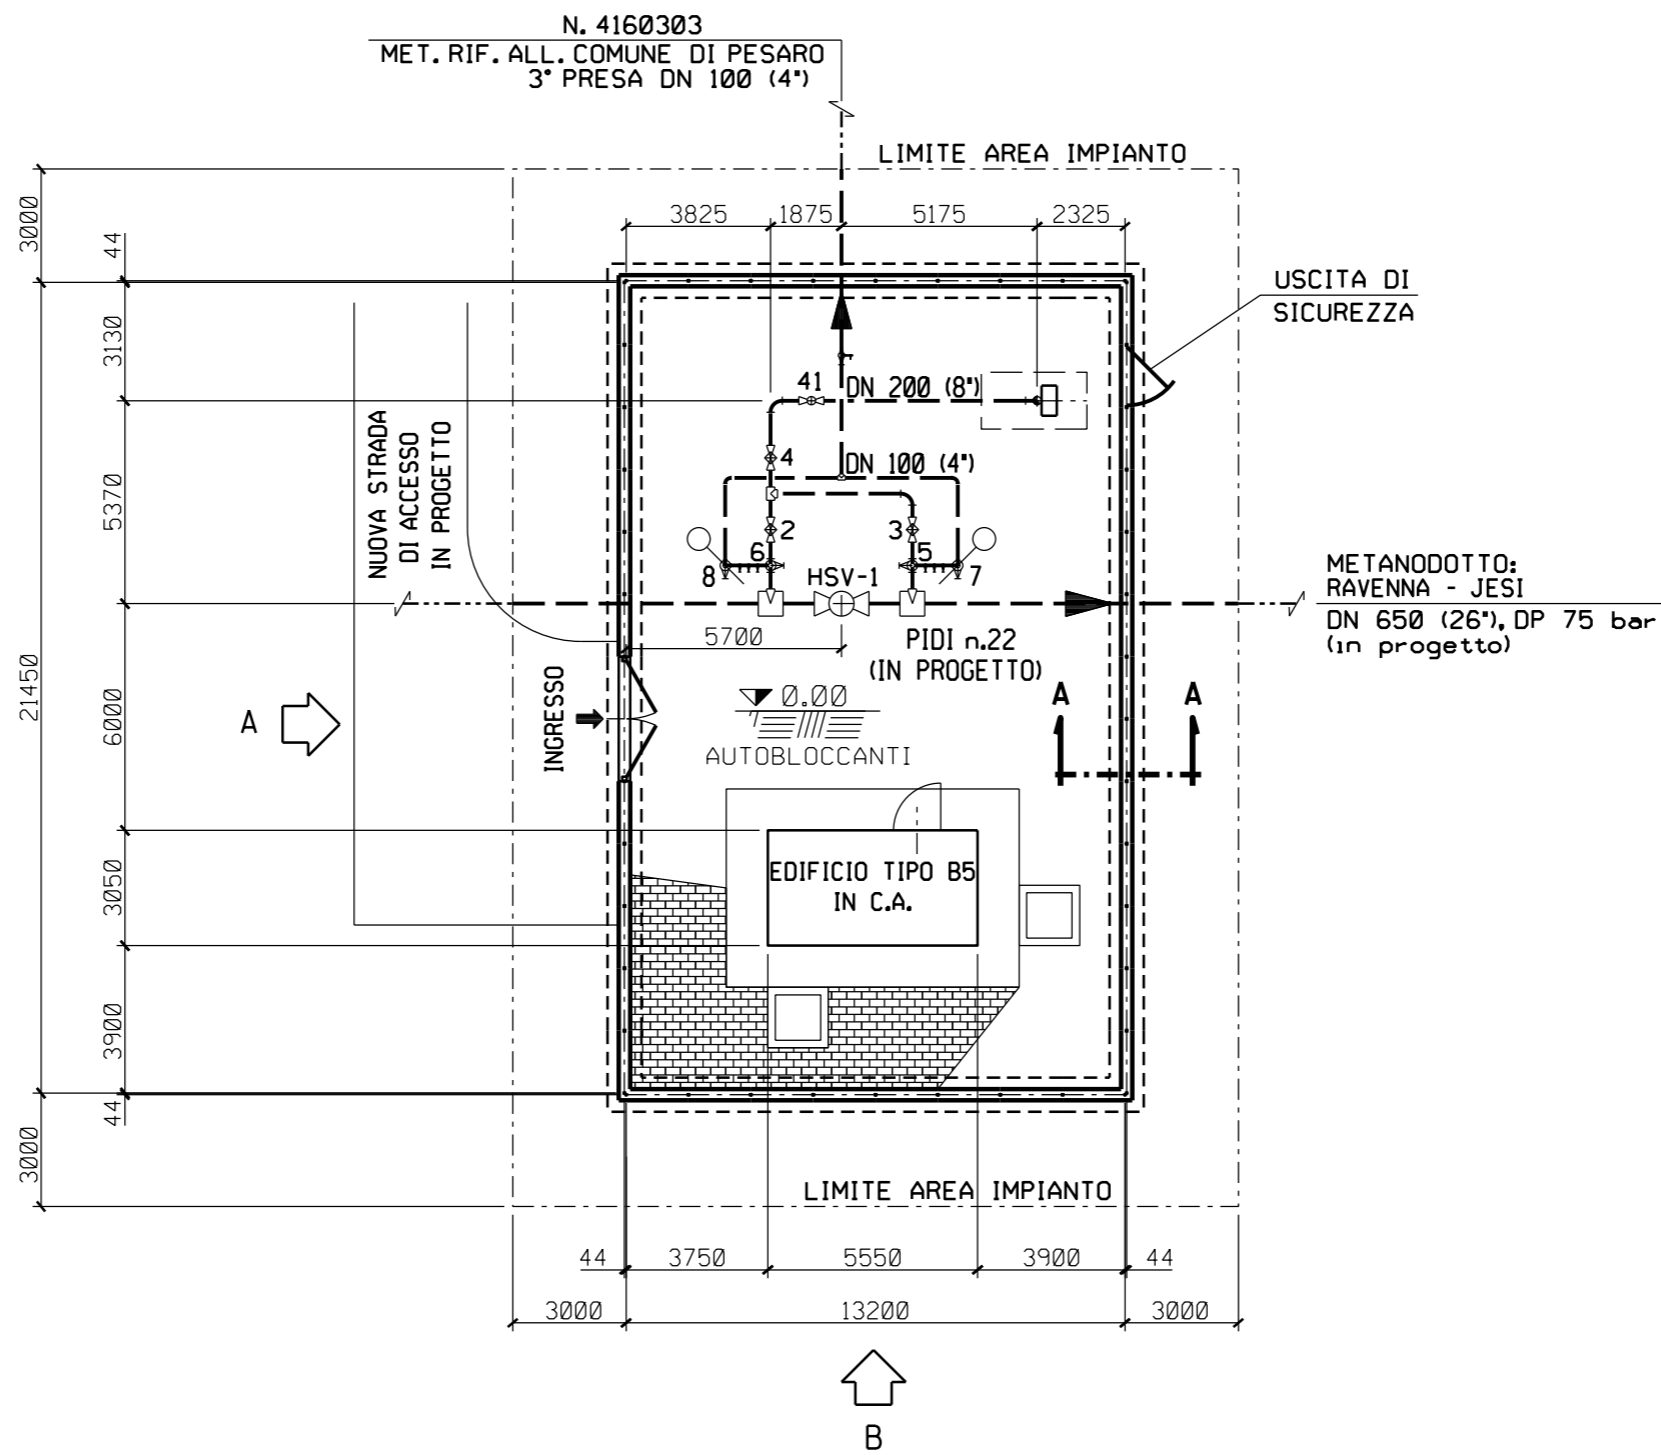 N. 4160303
MET. RIF. ALL. COMUNE DI PESARO
3° PRESA DN 100 (4")
LIMITE AREA IMPIANTO
3000
44
3825
1875
5175
2325
USCITA DI
SICUREZZA
3130
41
DN 200 (8")
NUOVA STRADA
DI ACCESSO
IN PROGETTO
4
DN 100 (4")
5370
2
3
6
5
8
7
HSV-1
METANODOTTO:
RAVENNA - JESI
DN 650 (26"), DP 75 bar
(in progetto)
5700
PIDI n.22
(IN PROGETTO)
21450
6000
A
INGRESSO
0.00
AUTOBLOCCANTI
A
A
3050
EDIFICIO TIPO B5
IN C.A.
3900
44
3000
LIMITE AREA IMPIANTO
44
3750
5550
3900
44
3000
13200
3000
B